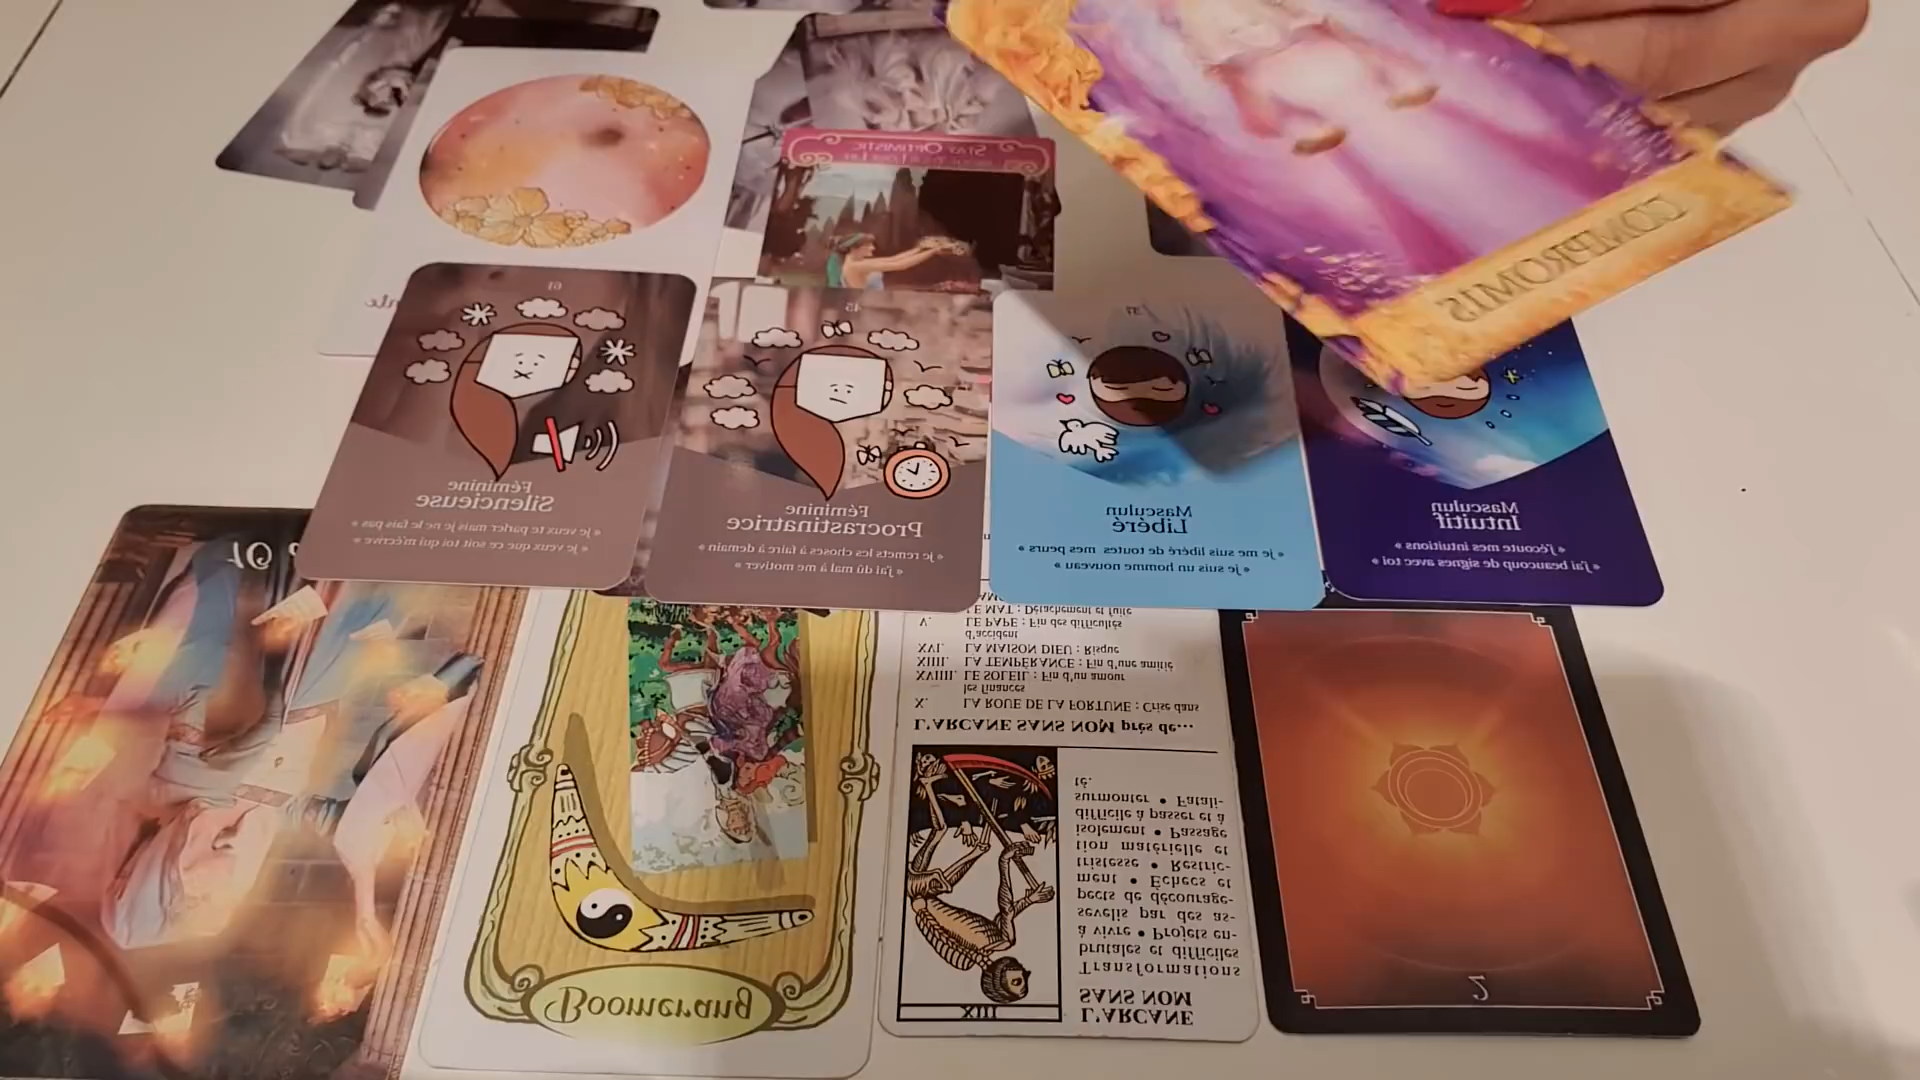 STAY OPTIMISTIC
COMPROMIS
61
Féminine
Silencieuse
« je veux te parler mais je ne le fais pas »
« je veux que ce soit toi qui m'écrive »
45
Féminine
Procrastinatrice
« je remets les choses à faire à demain »
« j'ai dû mal à me motiver »
Masculun
Libéré
« je me suis libéré de toutes mes peurs »
« je suis un homme nouveau »
Masculun
Intuitif
« j'écoute mes intuitions »
« j'ai beaucoup de signes avec toi »
10
Boomerang
L'ARCANE
SANS NOM
XIII
Transformations
brutales et difficiles
à vivre • Projets en-
sevelis par des as-
pects de décourage-
ment • Échecs et
tristesse • Restric-
tion matérielle et
isolement • Passage
difficile à passer et à
surmonter • Fatali-
té.
L'ARCANE SANS NOM près de...
X. LA ROUE DE LA FORTUNE : Crise dans
les finances
XVIIII. LE SOLEIL : Fin d'un amour
XIIII. LA TEMPÉRANCE : Fin d'une amitié
XVI. LA MAISON DIEU : Risque
d'accident
V. LE PAPE : Fin des difficultés
LE MAT : Détachement et fuite
2